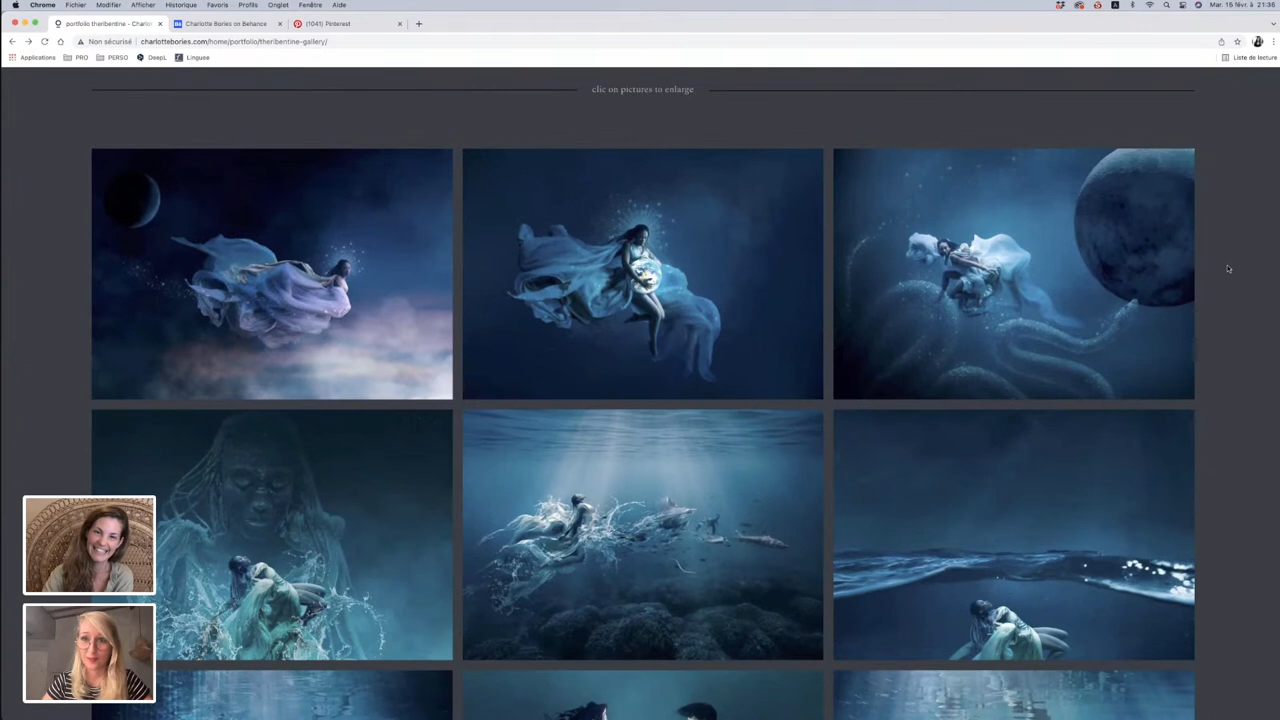 Chrome Fichier Modifier Afficher Historique Favoris Profils Onglet Fenêtre Aide Mar. 15 févr. à 21:36
portfolio theribentine - Charlo Charlotte Bories on Behance (1041) Pinterest
Non sécurisé charlottebories.com/home/portfolio/theribentine-gallery/
Applications PRO PERSO DeepL Linguee Liste de lecture
clic on pictures to enlarge